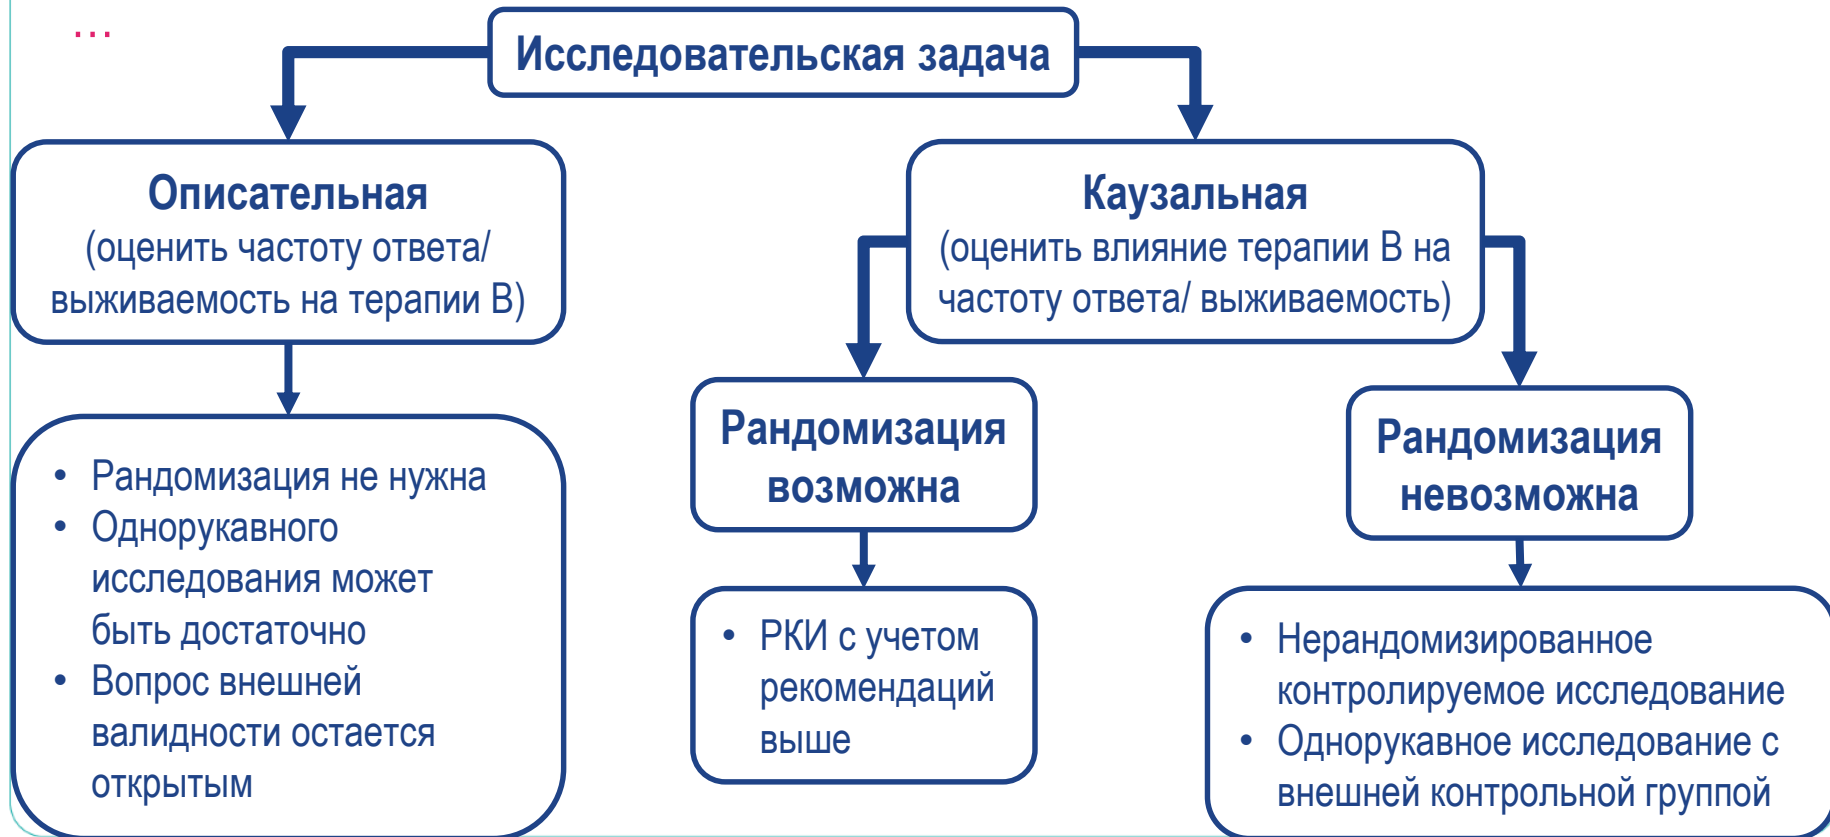 ...
Исследовательская задача
Описательная
(оценить частоту ответа/
выживаемость на терапии В)
Каузальная
(оценить влияние терапии В на
частоту ответа/ выживаемость)
• Рандомизация не нужна
• Однорукавного
исследования может
быть достаточно
• Вопрос внешней
валидности остается
открытым
Рандомизация
возможна
• РКИ с учетом
рекомендаций
выше
Рандомизация
невозможна
• Нерандомизированное
контролируемое исследование
• Однорукавное исследование с
внешней контрольной группой